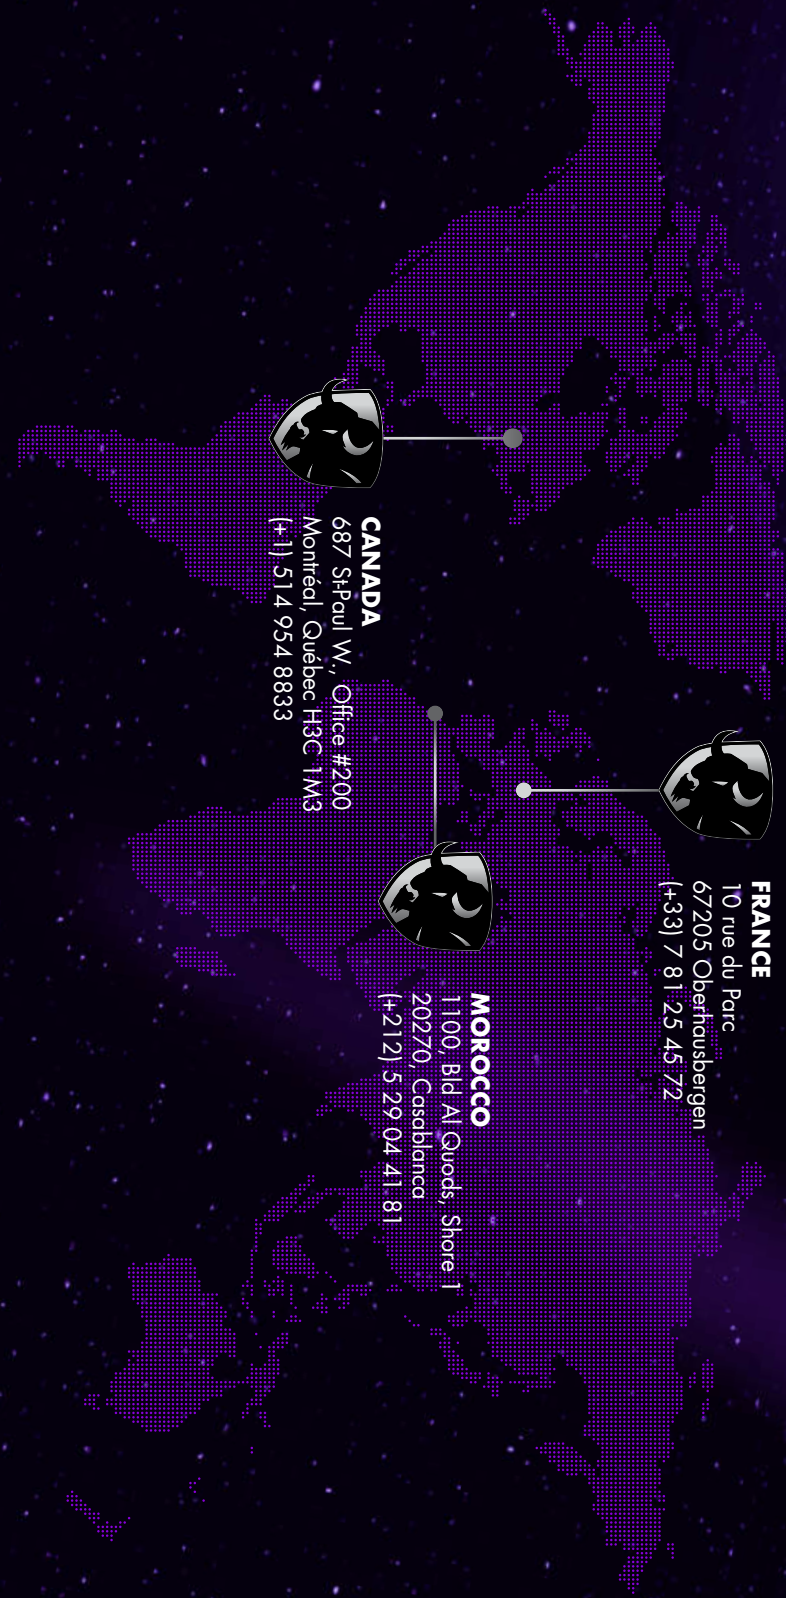 CANADA
687 St-Paul W., Office #200
Montréal, Québec H3C 1M3
(+1) 514 954 8833
FRANCE
10 rue du Parc
67205 Oberhausbergen
(+33) 7 81 25 45 72
MOROCCO
1100, Bld Al Quods, Shore 1
20270, Casablanca
(+212) 5 29 04 41 81